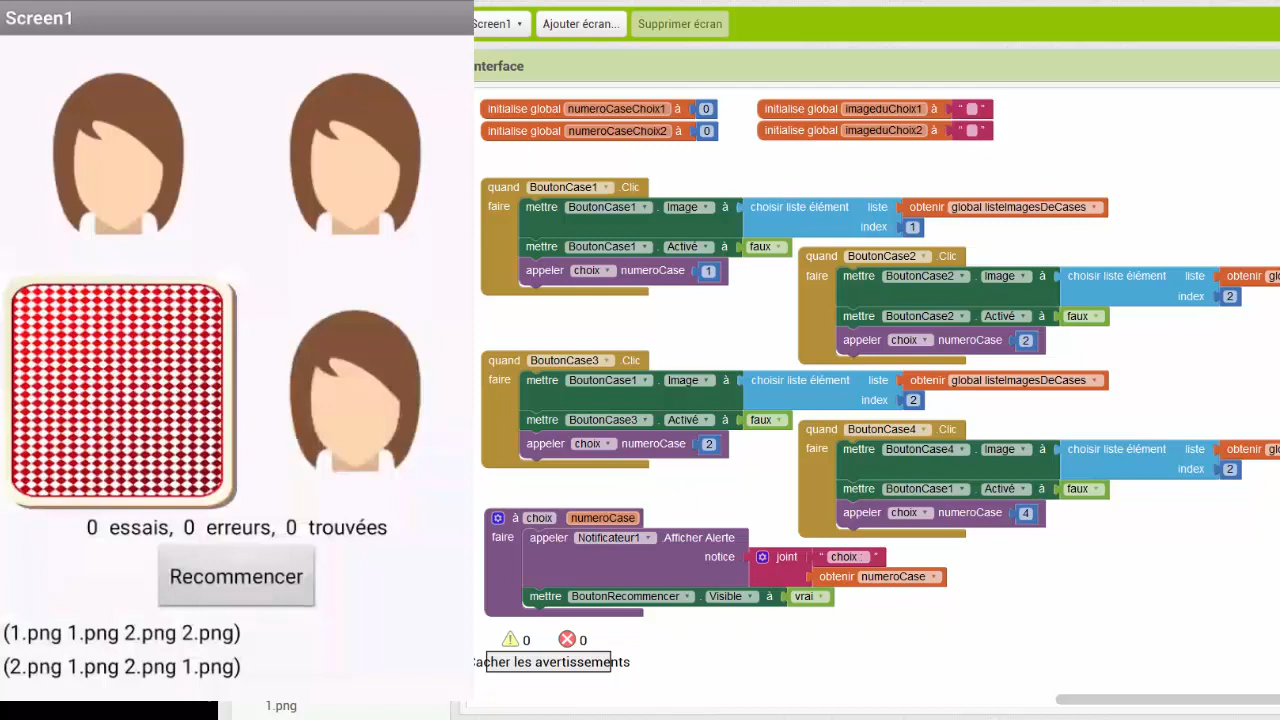 Screen1
Screen1 Ajouter écran... Supprimer écran
nterface
initialise global numeroCaseChoix1 à 0
initialise global imageduChoix1 à " "
initialise global numeroCaseChoix2 à 0
initialise global imageduChoix2 à " "
quand BoutonCase1 .Clic
faire mettre BoutonCase1 . Image à choisir liste élément liste obtenir global listeImagesDeCases
index 1
mettre BoutonCase1 . Activé à faux
appeler choix numeroCase 1
quand BoutonCase2 .Clic
faire mettre BoutonCase2 . Image à choisir liste élément liste obtenir glo
index 2
mettre BoutonCase2 . Activé à faux
appeler choix numeroCase 2
quand BoutonCase3 .Clic
faire mettre BoutonCase1 . Image à choisir liste élément liste obtenir global listeImagesDeCases
index 2
mettre BoutonCase3 . Activé à faux
appeler choix numeroCase 2
quand BoutonCase4 .Clic
faire mettre BoutonCase4 . Image à choisir liste élément liste obtenir glo
index 2
mettre BoutonCase1 . Activé à faux
appeler choix numeroCase 4
à choix numeroCase
faire appeler Notificateur1 .Afficher Alerte
notice joint " choix : "
obtenir numeroCase
mettre BoutonRecommencer . Visible à vrai
0 0
acher les avertissements
0 essais, 0 erreurs, 0 trouvées
Recommencer
(1.png 1.png 2.png 2.png)
(2.png 1.png 2.png 1.png)
1.png